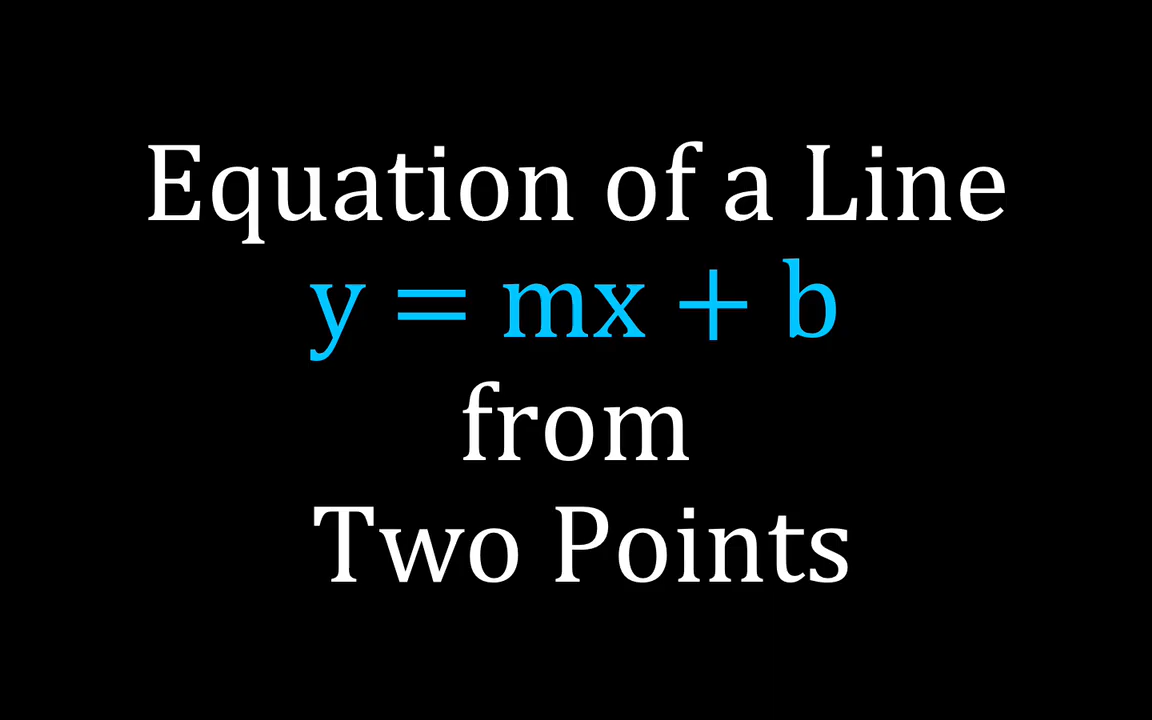 Equation of a Line
y = mx + b
from
Two Points